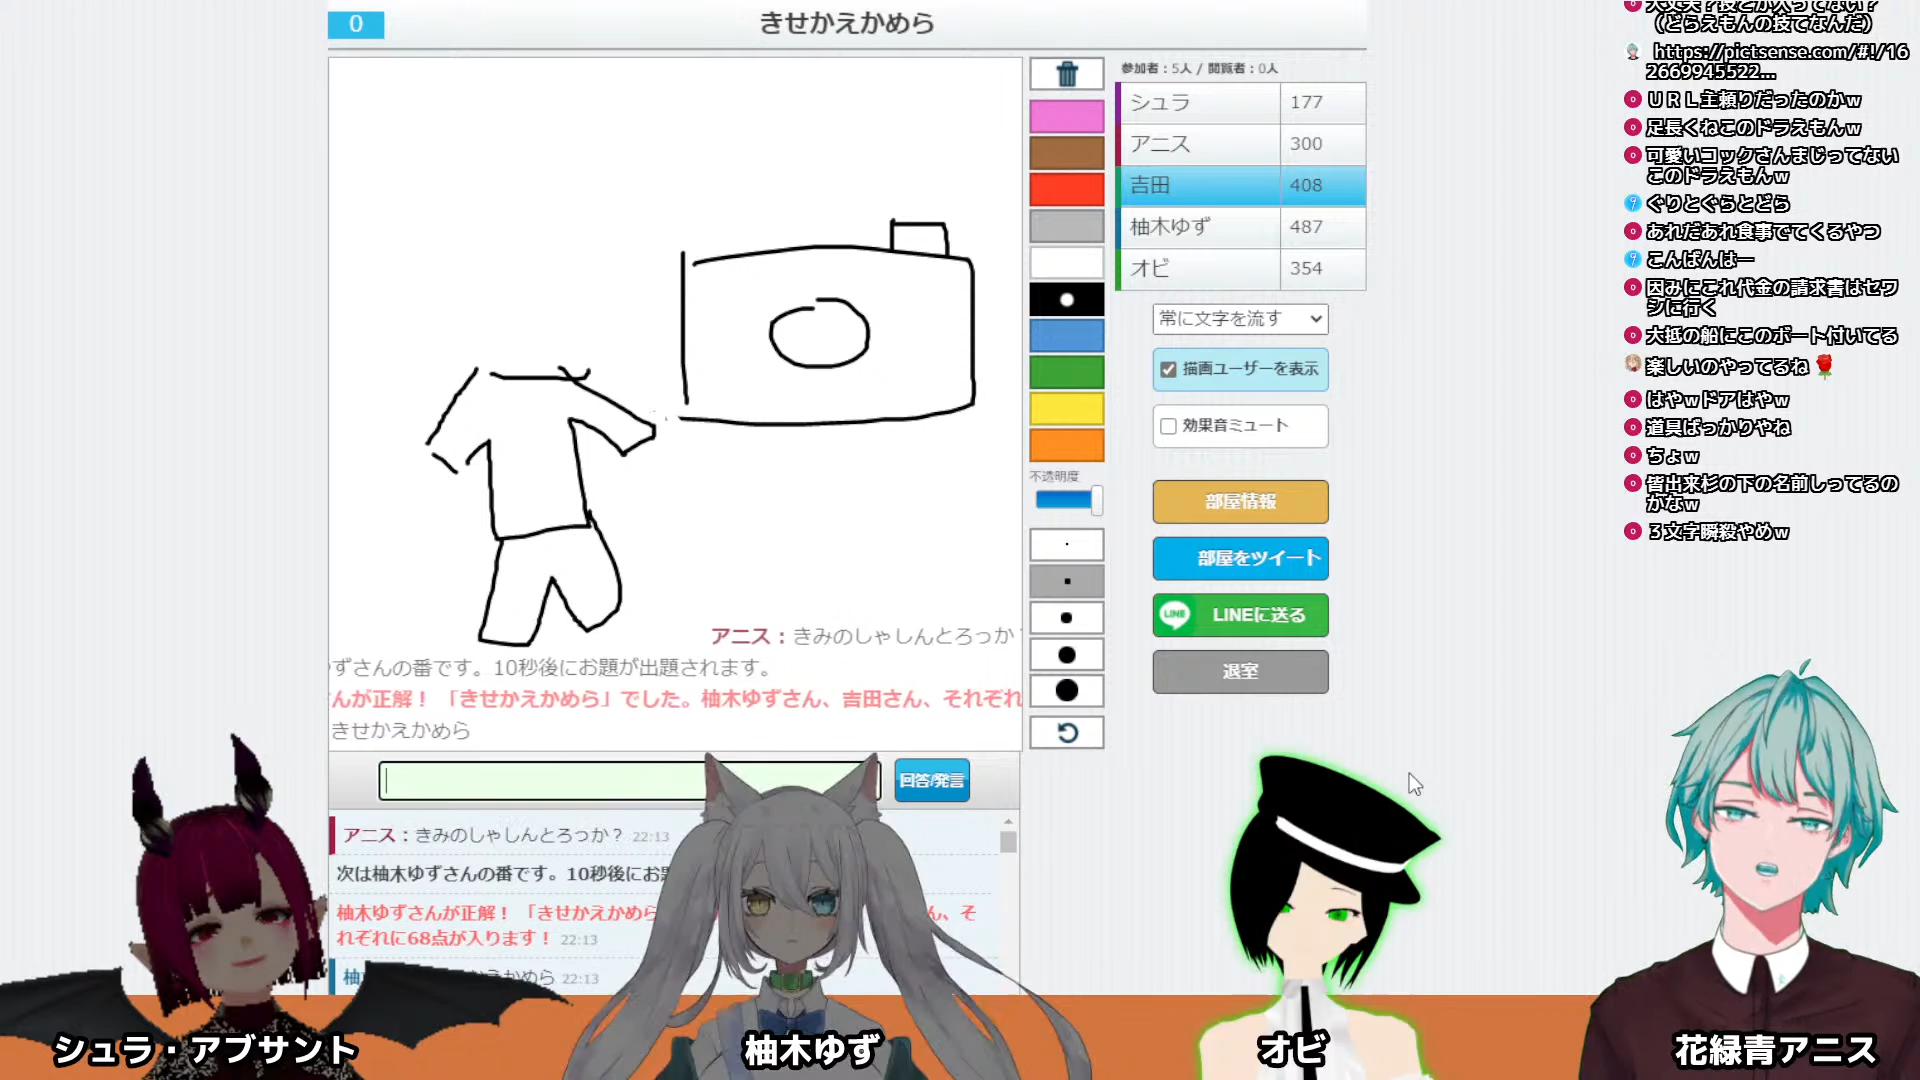 0
きせかえかめら
参加者：5人 / 閲覧者：0人
シュラ 177
アニス 300
吉田 408
柚木ゆず 487
オビ 354
常に文字を流す
描画ユーザーを表示
効果音ミュート
不透明度
部屋情報
部屋をツイート
LINE LINEに送る
退室
アニス：きみのしゃしんとろっか
ずさんの番です。10秒後にお題が出題されます。
んが正解！「きせかえかめら」でした。柚木ゆずさん、吉田さん、それぞれ
きせかえかめら
回答/発言
アニス：きみのしゃしんとろっか？ 22:13
次は柚木ゆずさんの番です。10秒後にお
柚木ゆずさんが正解！「きせかえかめら
ん、そ
れぞれに68点が入ります！ 22:13
かめら 22:13
（どらえもんの技てなんだ）
https://pictsense.com/#!/16
2669945522...
ＵＲＬ主頼りだったのかw
足長くねこのドラえもんw
可愛いコックさんまじってない
このドラえもんw
ぐりとぐらとどら
あれだあれ食事でてくるやつ
こんばんはー
因みにこれ代金の請求書はセワ
シに行く
大抵の船にこのボート付いてる
楽しいのやってるね🌹
はやwドアはやw
道具ばっかりやね
ちょw
皆出来杉の下の名前しってるの
かなw
３文字瞬殺やめw
シュラ・アブサント
柚木ゆず
オビ
花緑青アニス